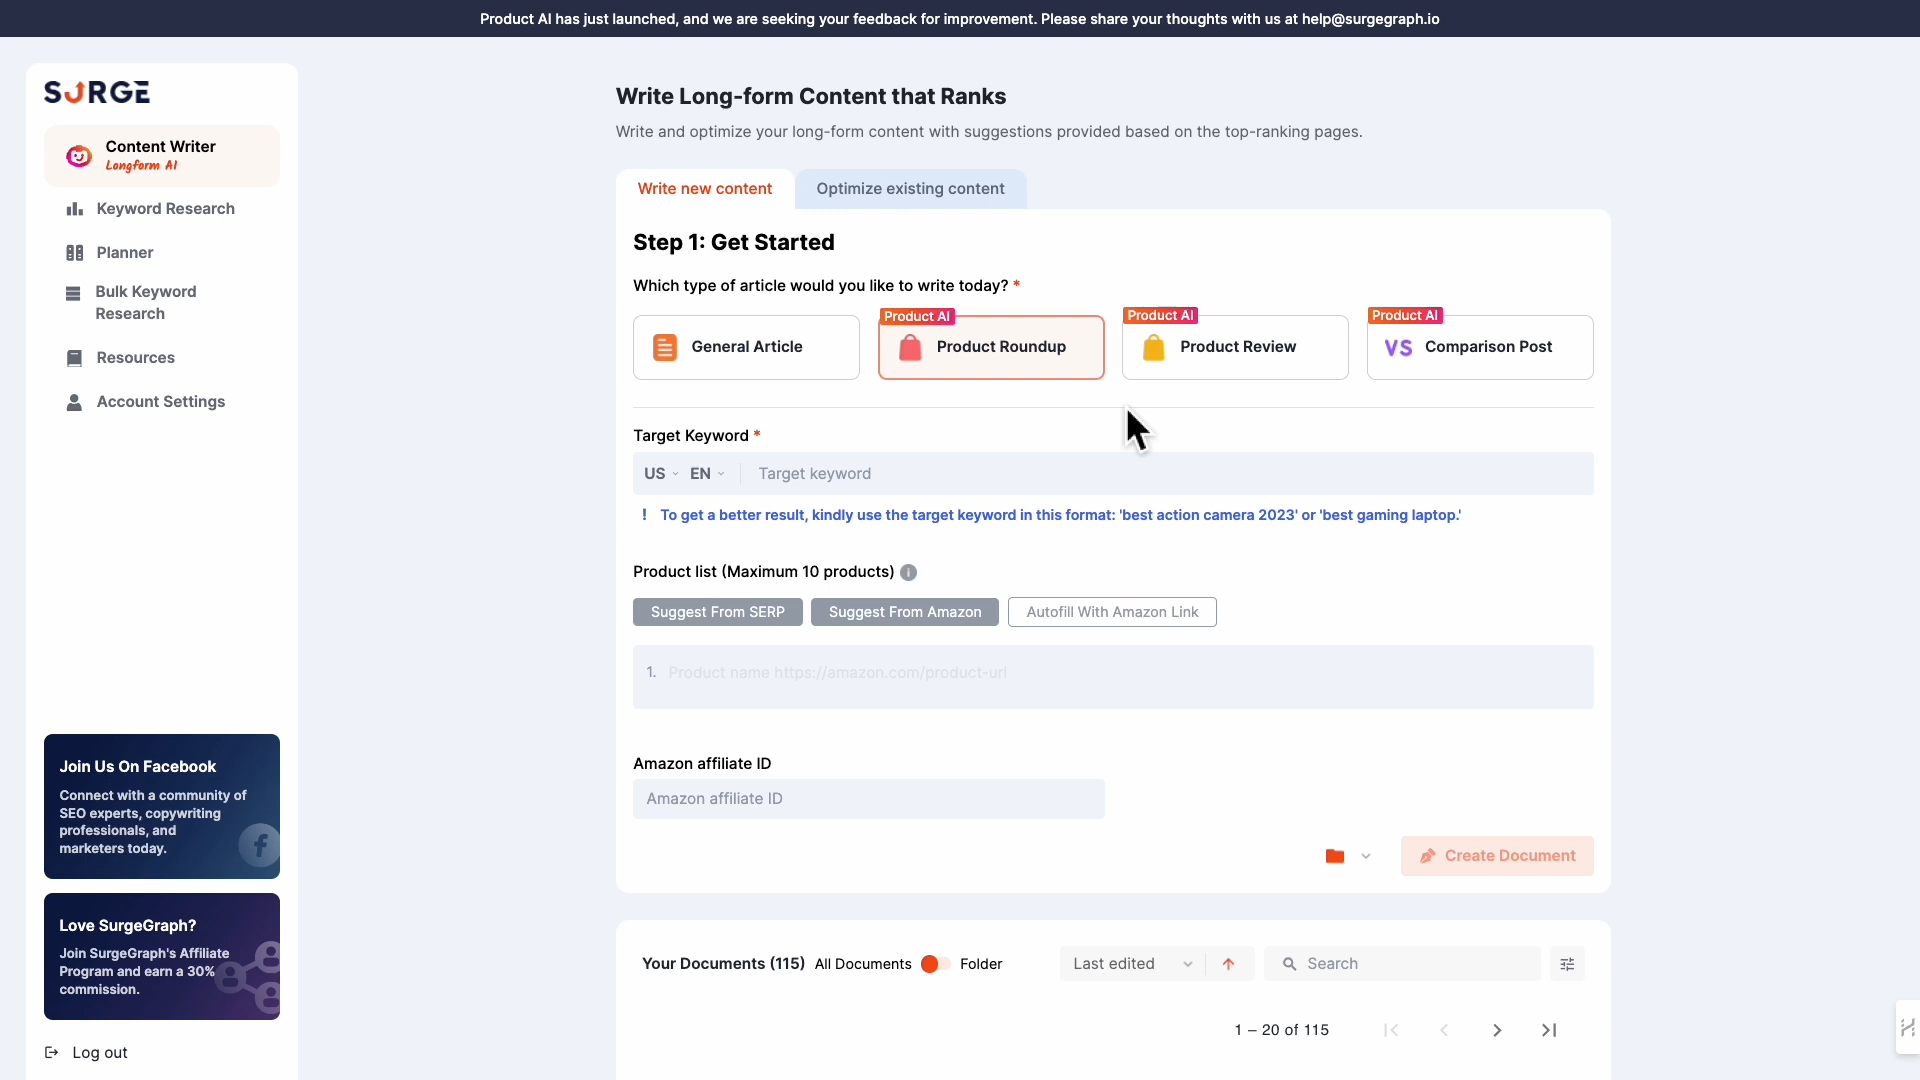 Product AI has just launched, and we are seeking your feedback for improvement. Please share your thoughts with us at help@surgegraph.io
SURGE
Content Writer
Longform AI
Keyword Research
Planner
Bulk Keyword
Research
Resources
Account Settings
Join Us On Facebook
Connect with a community of
SEO experts, copywriting
professionals, and
marketers today.
Love SurgeGraph?
Join SurgeGraph's Affiliate
Program and earn a 30%
commission.
Log out
Write Long-form Content that Ranks
Write and optimize your long-form content with suggestions provided based on the top-ranking pages.
Write new content
Optimize existing content
Step 1: Get Started
Which type of article would you like to write today? *
General Article
Product AI
Product Roundup
Product AI
Product Review
Product AI
VS Comparison Post
Target Keyword *
US EN Target keyword
! To get a better result, kindly use the target keyword in this format: 'best action camera 2023' or 'best gaming laptop.'
Product list (Maximum 10 products) i
Suggest From SERP
Suggest From Amazon
Autofill With Amazon Link
1. Product name https://amazon.com/product-url
Amazon affiliate ID
Amazon affiliate ID
Create Document
Your Documents (115) All Documents Folder
Last edited
Search
1 – 20 of 115